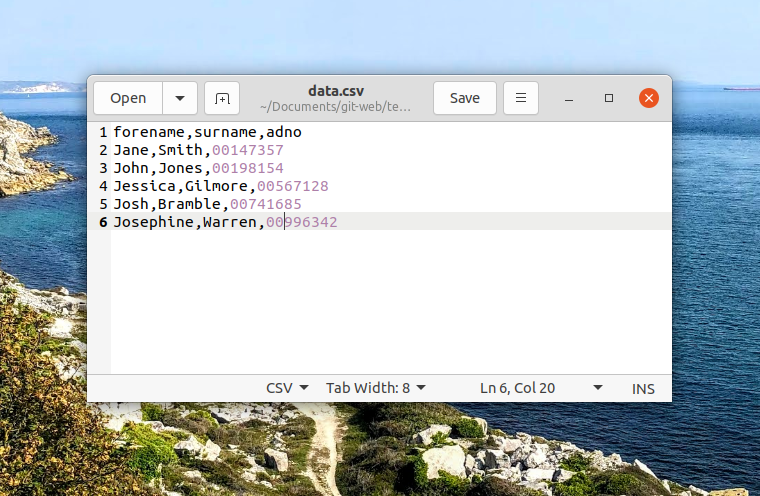 Open
data.csv
~/Documents/git-web/te...
Save
1 forename,surname,adno
2 Jane,Smith,00147357
3 John,Jones,00198154
4 Jessica,Gilmore,00567128
5 Josh,Bramble,00741685
6 Josephine,Warren,00996342
CSV Tab Width: 8 Ln 6, Col 20 INS